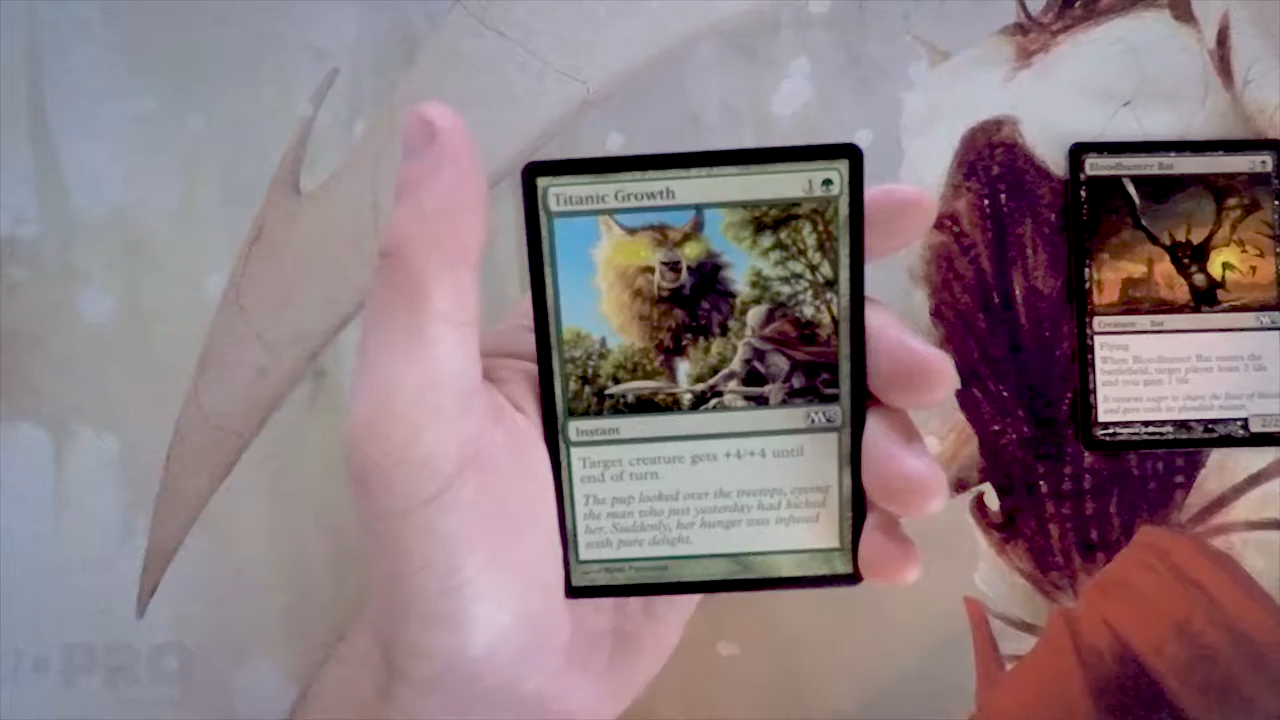 Titanic Growth 1
Instant M13
Target creature gets +4/+4 until
end of turn.
The pup looked over the treetops, eyeing
the man who just yesterday had kicked
her. Suddenly, her hunger was infused
with pure delight.
Bloodhunter Bat
Creature — Bat
Flying
When Bloodhunter Bat enters the
battlefield, target player loses 2 life
and you gain 2 life.
2/2
PRO